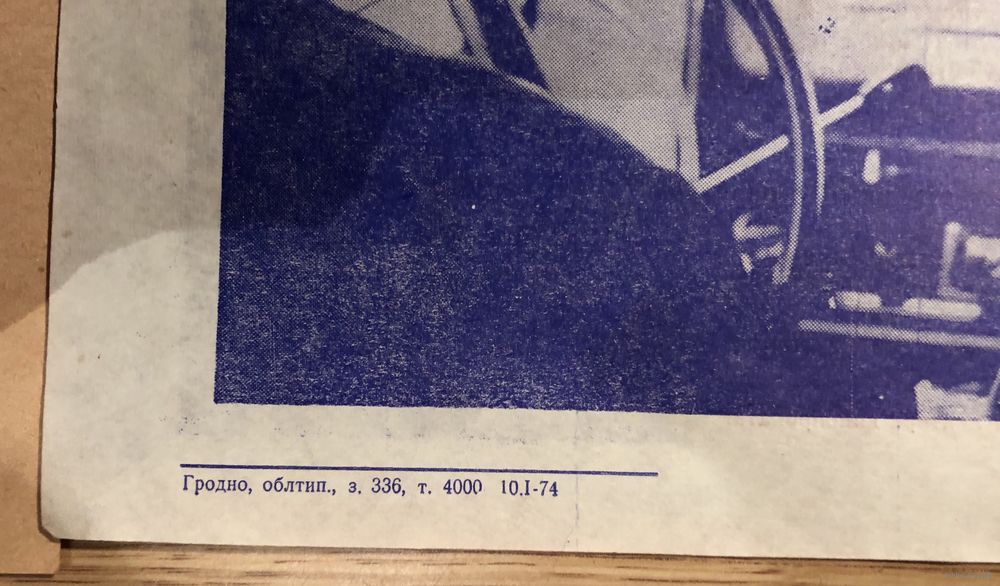 Гродно, облтип., з. 336, т. 4000 10.I-74